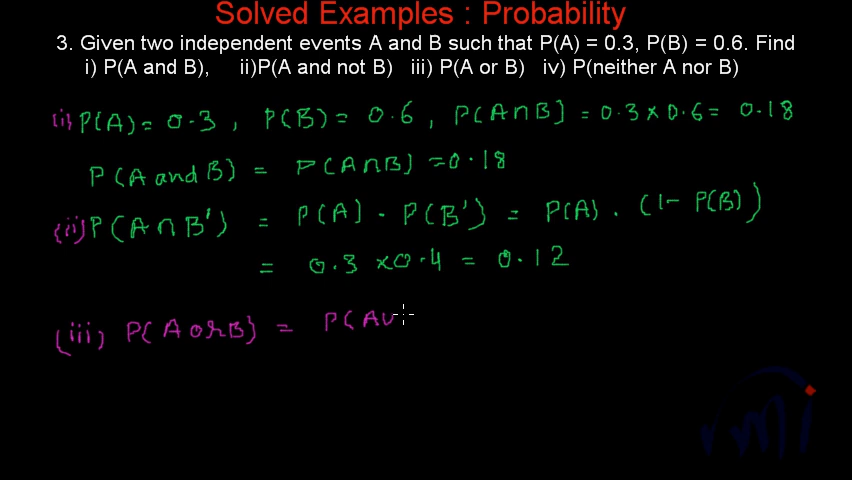 Solved Examples : Probability
3. Given two independent events A and B such that P(A) = 0.3, P(B) = 0.6. Find
i) P(A and B), ii)P(A and not B) iii) P(A or B) iv) P(neither A nor B)
(i) P(A) = 0.3 , P(B) = 0.6 , P(A∩B) = 0.3 × 0.6 = 0.18
P(A and B) = P(A∩B) = 0.18
(ii) P(A∩B') = P(A) · P(B') = P(A) · (1 - P(B))
= 0.3 × 0.4 = 0.12
(iii) P(A or B) = P(AU
rmi